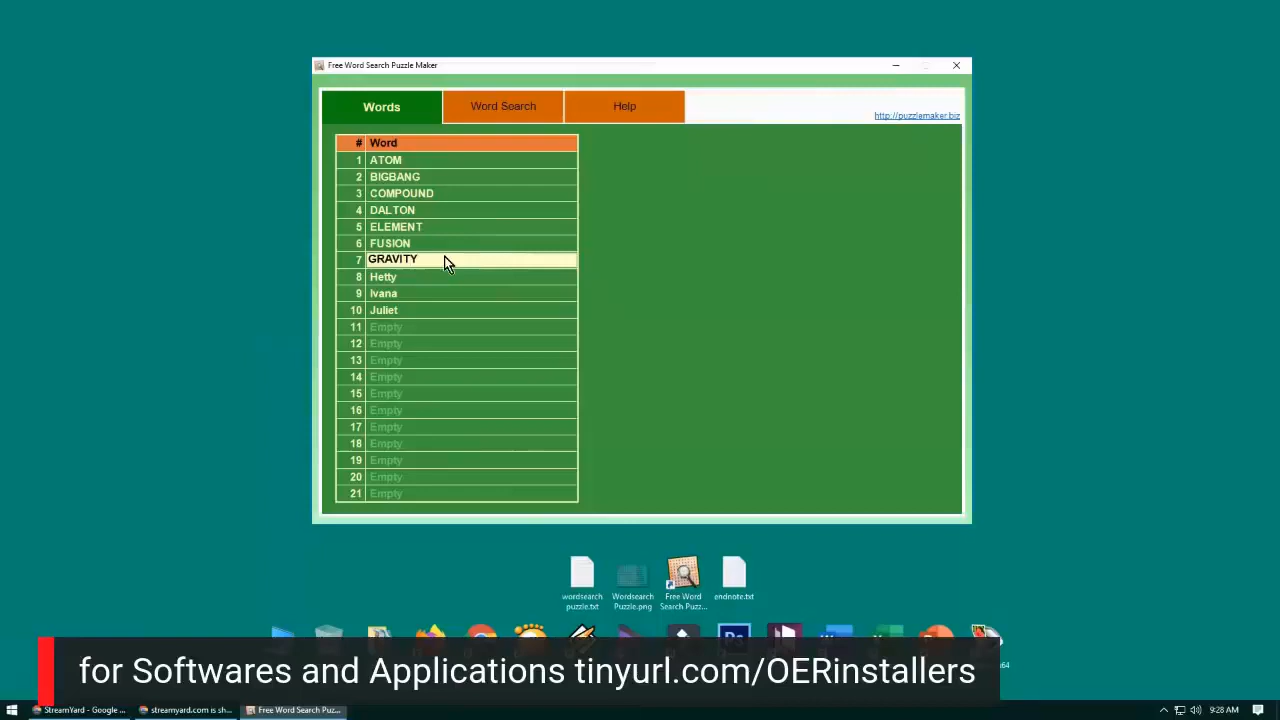 Free Word Search Puzzle Maker
Words
Word Search
Help
http://puzzlemaker.biz
# Word
1 ATOM
2 BIGBANG
3 COMPOUND
4 DALTON
5 ELEMENT
6 FUSION
7 GRAVITY
8 Hetty
9 Ivana
10 Juliet
11 Empty
12 Empty
13 Empty
14 Empty
15 Empty
16 Empty
17 Empty
18 Empty
19 Empty
20 Empty
21 Empty
wordsearch
puzzle.txt
Wordsearch
Puzzle.png
Free Word
Search Puzz...
endnote.txt
for Softwares and Applications tinyurl.com/OERinstallers
StreamYard - Google ...
streamyard.com is sh...
Free Word Search Puz...
9:28 AM